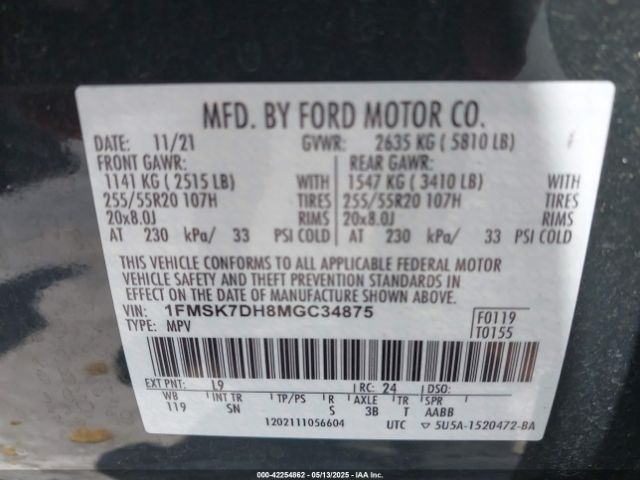 MFD. BY FORD MOTOR CO.
DATE: 11/21 GVWR: 2635 KG ( 5810 LB)
FRONT GAWR: REAR GAWR:
1141 KG ( 2515 LB) WITH 1547 KG ( 3410 LB) WITH
255/55R20 107H TIRES 255/55R20 107H TIRES
20x8.0J RIMS 20x8.0J RIMS
AT 230 kPa/ 33 PSI COLD AT 230 kPa/ 33 PSI COLD
THIS VEHICLE CONFORMS TO ALL APPLICABLE FEDERAL MOTOR
VEHICLE SAFETY AND THEFT PREVENTION STANDARDS IN
EFFECT ON THE DATE OF MANUFACTURE SHOWN ABOVE.
VIN: 1FMSK7DH8MGC34875 F0119
TYPE: MPV T0155
EXT PNT: L9 RC: 24 DSO:
WB INT TR TP/PS R AXLE TR SPR
119 SN S 3B T AABB
1202111056604 UTC 5U5A-1520472-BA
000-42254862 05/13/2025 IAA.com